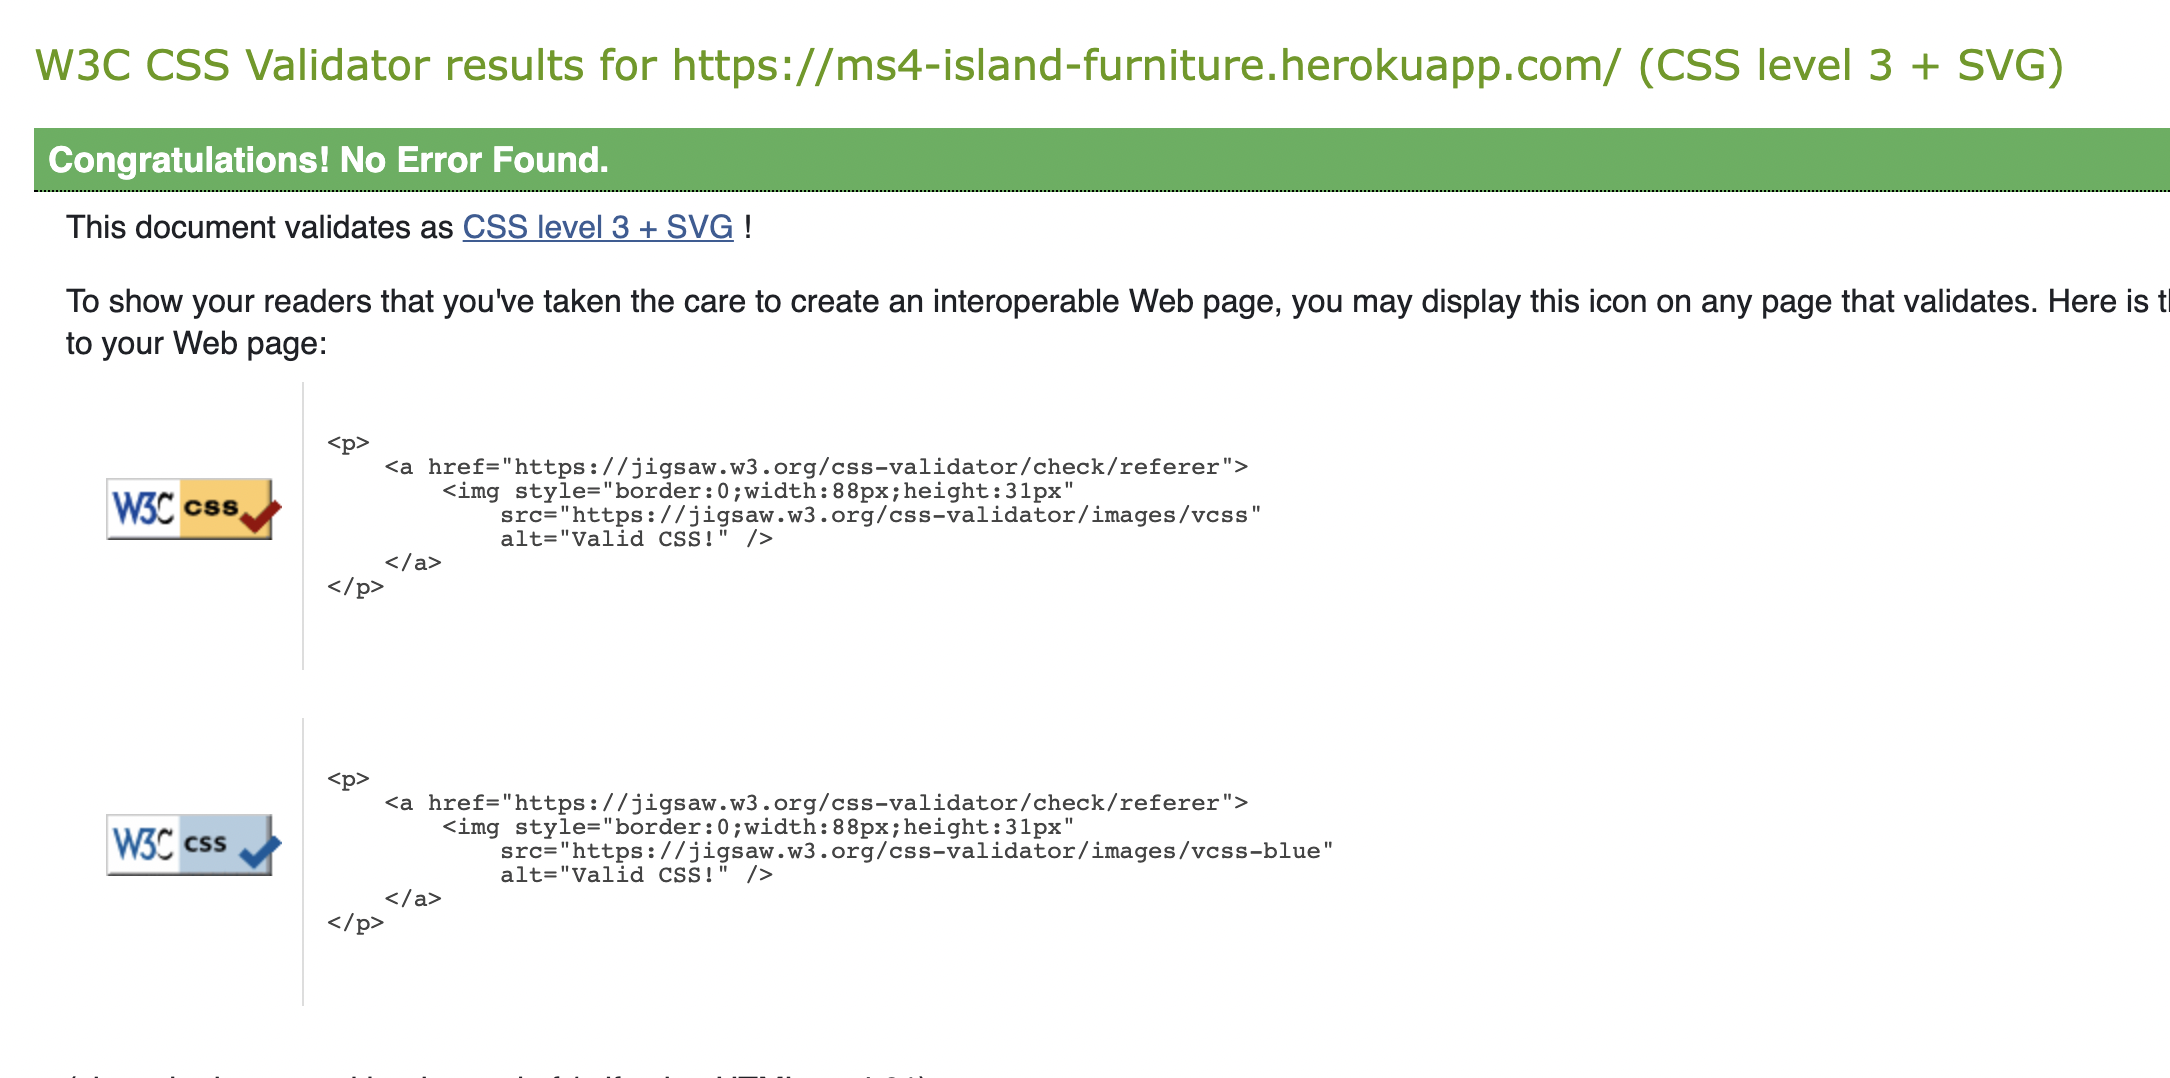 W3C CSS Validator results for https://ms4-island-furniture.herokuapp.com/ (CSS level 3 + SVG)
Congratulations! No Error Found.
This document validates as CSS level 3 + SVG !
To show your readers that you've taken the care to create an interoperable Web page, you may display this icon on any page that validates. Here is
to your Web page:
<p>
<a href="https://jigsaw.w3.org/css-validator/check/referer">
W3C css
<img style="border:0;width:88px;height:31px"
src="https://jigsaw.w3.org/css-validator/images/vcss"
alt="Valid CSS!" />
</a>
</p>
<p>
<a href="https://jigsaw.w3.org/css-validator/check/referer">
W3C css
<img style="border:0;width:88px;height:31px"
src="https://jigsaw.w3.org/css-validator/images/vcss-blue"
alt="Valid CSS!" />
</a>
</p>